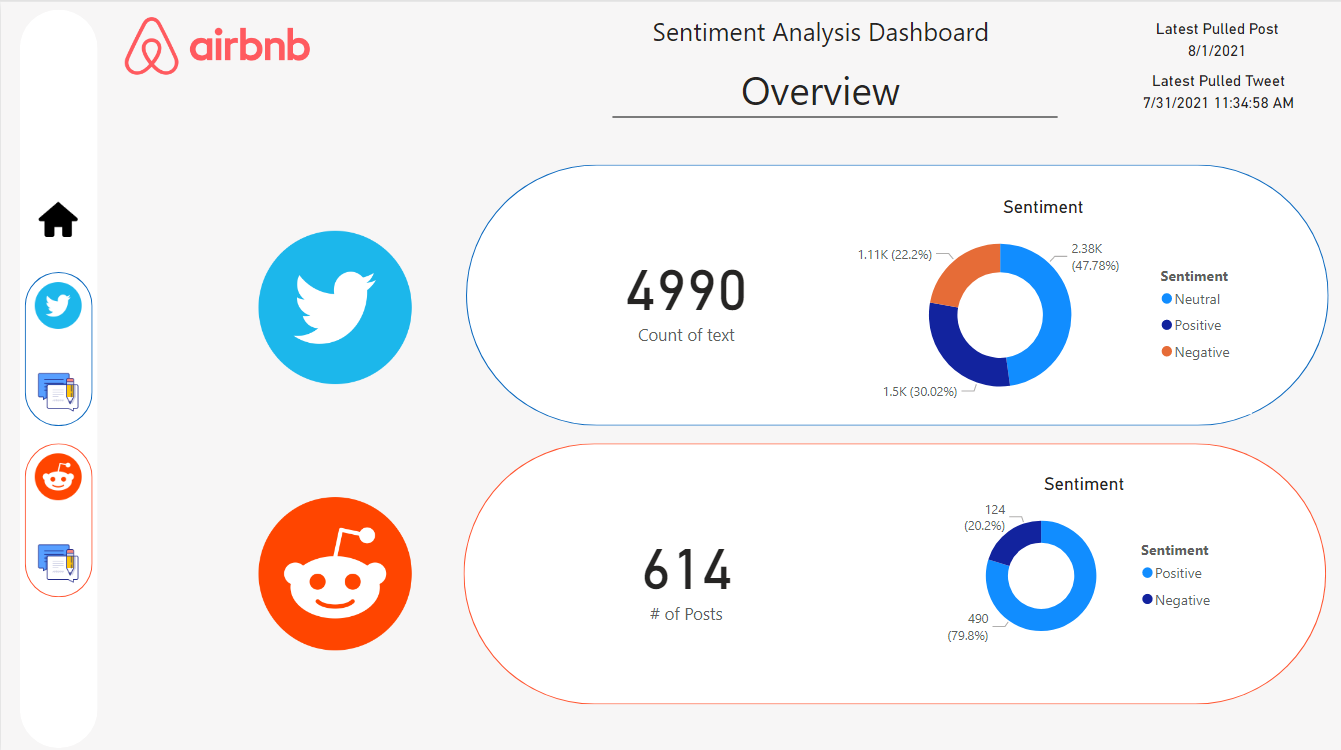 airbnb
Sentiment Analysis Dashboard
Overview
Latest Pulled Post
8/1/2021
Latest Pulled Tweet
7/31/2021 11:34:58 AM
4990
Count of text
Sentiment
1.11K (22.2%)
2.38K
(47.78%)
1.5K (30.02%)
Sentiment
Neutral
Positive
Negative
614
# of Posts
Sentiment
124
(20.2%)
490
(79.8%)
Sentiment
Positive
Negative